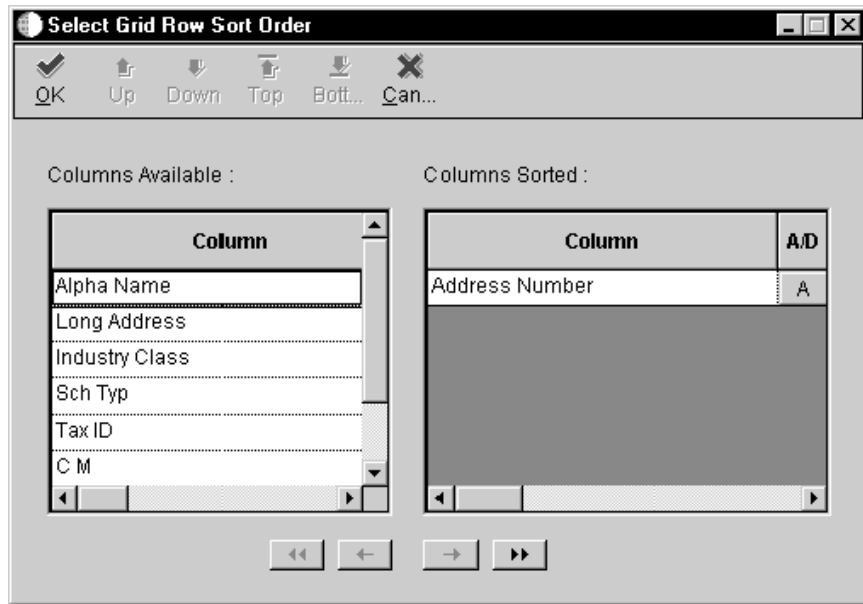 Select Grid Row Sort Order
OK Up Down Top Bott... Can...
Columns Available :
Columns Sorted :
Column
Alpha Name
Long Address
Industry Class
Sch Typ
Tax ID
C M
Column A/D
Address Number A